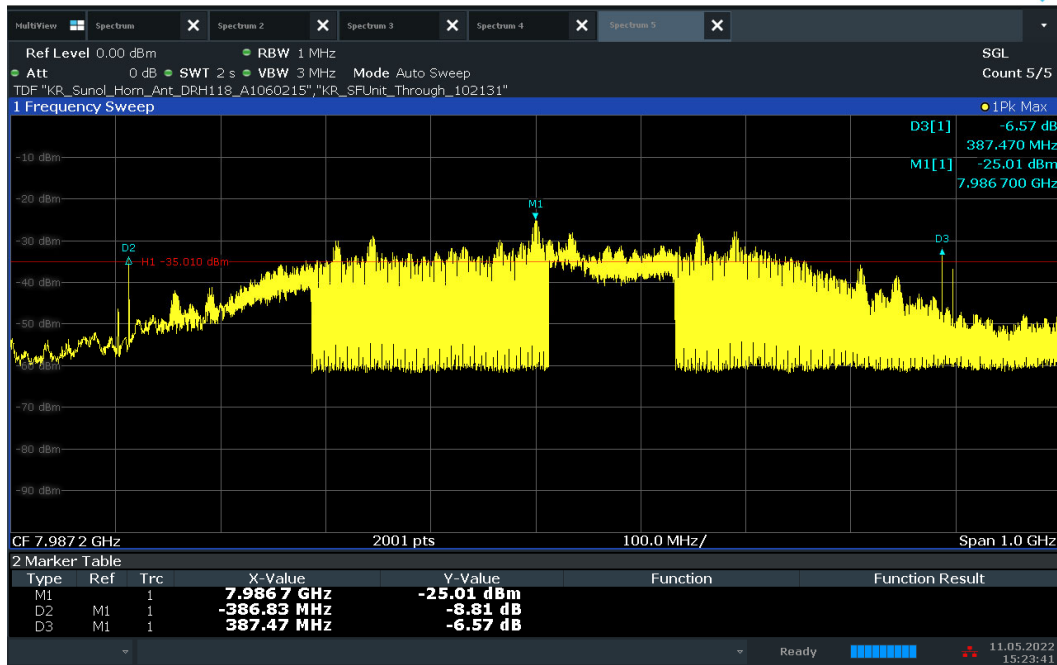 MultiView Spectrum Spectrum 2 Spectrum 3 Spectrum 4 Spectrum 5
Ref Level 0.00 dBm RBW 1 MHz SGL
Att 0 dB SWT 2 s VBW 3 MHz Mode Auto Sweep Count 5/5
TDF "KR_Sunol_Horn_Ant_DRH118_A1060215","KR_SFUnit_Through_102131"
1 Frequency Sweep 1Pk Max
D3[1] -6.57 dB
387.470 MHz
-10 dBm
M1[1] -25.01 dBm
7.986 700 GHz
-20 dBm
M1
-30 dBm
D2
D3
H1 -35.010 dBm
-40 dBm
-50 dBm
-60 dBm
-70 dBm
-80 dBm
-90 dBm
CF 7.9872 GHz 2001 pts 100.0 MHz/ Span 1.0 GHz
2 Marker Table
Type Ref Trc X-Value Y-Value Function Function Result
M1 1 7.9867 GHz -25.01 dBm
D2 M1 1 -386.83 MHz -8.81 dB
D3 M1 1 387.47 MHz -6.57 dB
Ready 11.05.2022
15:23:41